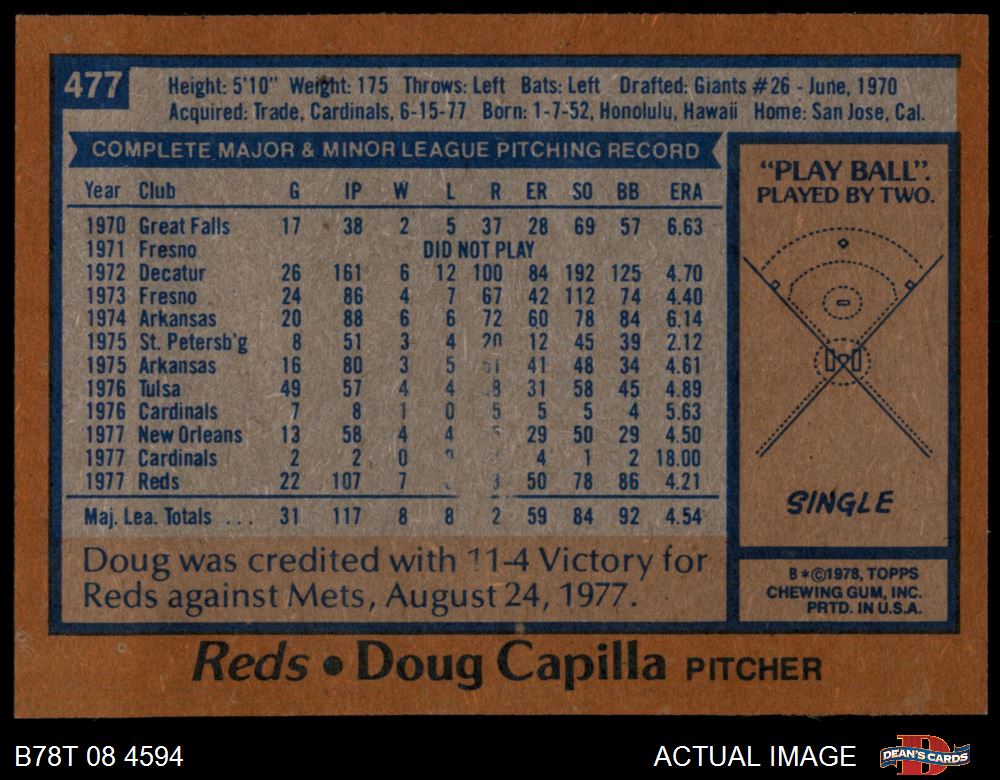 477
Height: 5'10" Weight: 175 Throws: Left Bats: Left Drafted: Giants #26 - June, 1970
Acquired: Trade, Cardinals, 6-15-77 Born: 1-7-52, Honolulu, Hawaii Home: San Jose, Cal.
COMPLETE MAJOR & MINOR LEAGUE PITCHING RECORD
Year Club G IP W L R ER SO BB ERA
1970 Great Falls 17 38 2 5 37 28 69 57 6.63
1971 Fresno DID NOT PLAY
1972 Decatur 26 161 6 12 100 84 192 125 4.70
1973 Fresno 24 86 4 7 67 42 112 74 4.40
1974 Arkansas 20 88 6 6 72 60 78 84 6.14
1975 St. Petersb'g 8 51 3 4 20 12 45 39 2.12
1975 Arkansas 16 80 3 5 41 48 34 4.61
1976 Tulsa 49 57 4 4 31 58 45 4.89
1976 Cardinals 7 8 1 0 5 5 5 4 5.63
1977 New Orleans 13 58 4 4 29 50 29 4.50
1977 Cardinals 2 2 0 4 1 2 18.00
1977 Reds 22 107 7 50 78 86 4.21
Maj. Lea. Totals ... 31 117 8 8 59 84 92 4.54
Doug was credited with 11-4 Victory for
Reds against Mets, August 24, 1977.
"PLAY BALL".
PLAYED BY TWO.
SINGLE
B*©1978, TOPPS
CHEWING GUM, INC.
PRTD. IN U.S.A.
Reds • Doug Capilla PITCHER
B78T 08 4594
ACTUAL IMAGE
DEAN'S CARDS